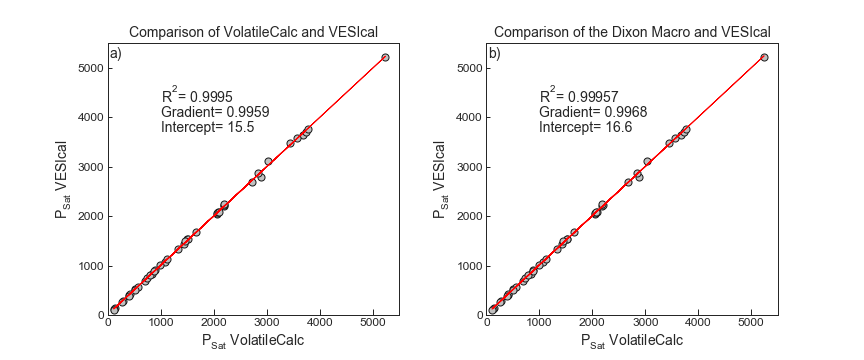 Comparison of VolatileCalc and VESIcal
a)
R2= 0.9995
Gradient= 0.9959
Intercept= 15.5
5000
4000
3000
2000
1000
0
PSat VESIcal
0 1000 2000 3000 4000 5000
PSat VolatileCalc
Comparison of the Dixon Macro and VESIcal
b)
R2= 0.99957
Gradient= 0.9968
Intercept= 16.6
5000
4000
3000
2000
1000
0
PSat VESIcal
0 1000 2000 3000 4000 5000
PSat VolatileCalc